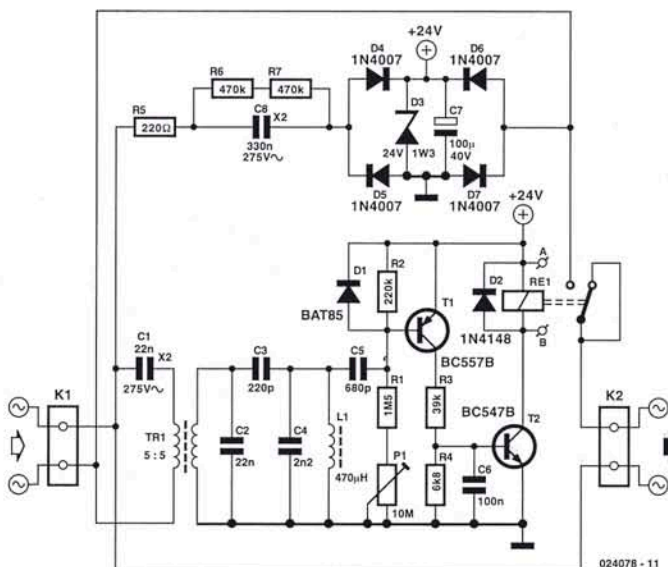 +24V
D4
1N4007
D6
1N4007
R6
470k
R7
470k
R5
220Ω
C8
X2
330n
275V~
D3
24V
1W3
C7
100µ
40V
D5
1N4007
D7
1N4007
+24V
A
D1
BAT85
R2
220k
T1
BC557B
D2
1N4148
RE1
B
C1
22n
X2
275V~
C3
220p
C5
680p
R1
1M5
R3
39k
BC547B
T2
K1
TR1
5 : 5
C2
22n
C4
2n2
L1
470µH
P1
10M
R4
6k8
C6
100n
K2
024078 - 11